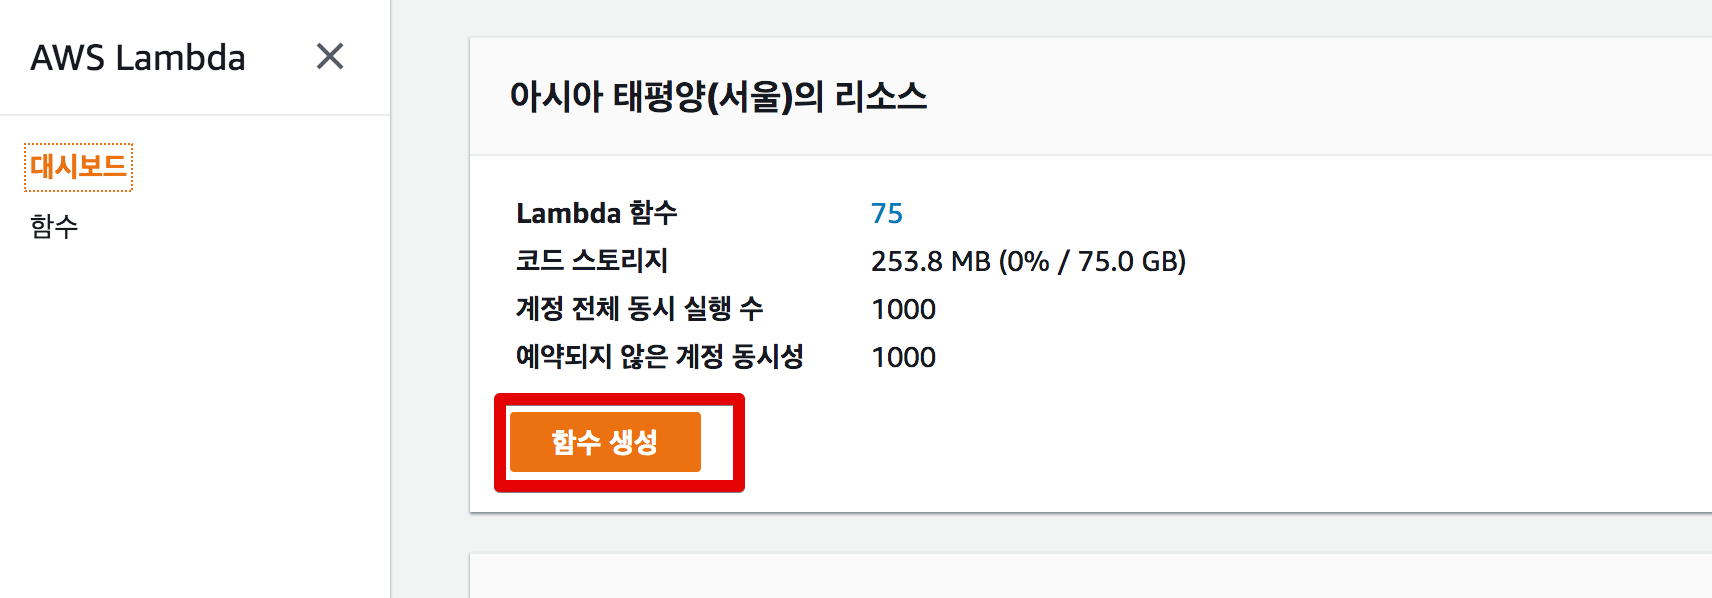 AWS Lambda
대시보드
함수
아시아 태평양(서울)의 리소스
Lambda 함수 75
코드 스토리지 253.8 MB (0% / 75.0 GB)
계정 전체 동시 실행 수 1000
예약되지 않은 계정 동시성 1000
함수 생성